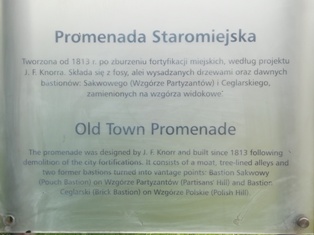 Promenada Staromiejska
Tworzona od 1813 r. po zburzeniu fortyfikacji miejskich, według projektu
J. F. Knorra. Składa się z fosy, alei wysadzanych drzewami oraz dawnych
bastionów: Sakwowego (Wzgórze Partyzantów) i Ceglarskiego,
zamienionych na wzgórza widokowe.
Old Town Promenade
The promenade was designed by J. F. Knorr and built since 1813 following
demolition of the city fortifications. It consists of a moat, tree-lined alleys and
two former bastions turned into vantage points: Bastion Sakwowy
(Pouch Bastion) on Wzgórze Partyzantów (Partisans' Hill) and Bastion
Ceglarski (Brick Bastion) on Wzgórze Polskie (Polish Hill).